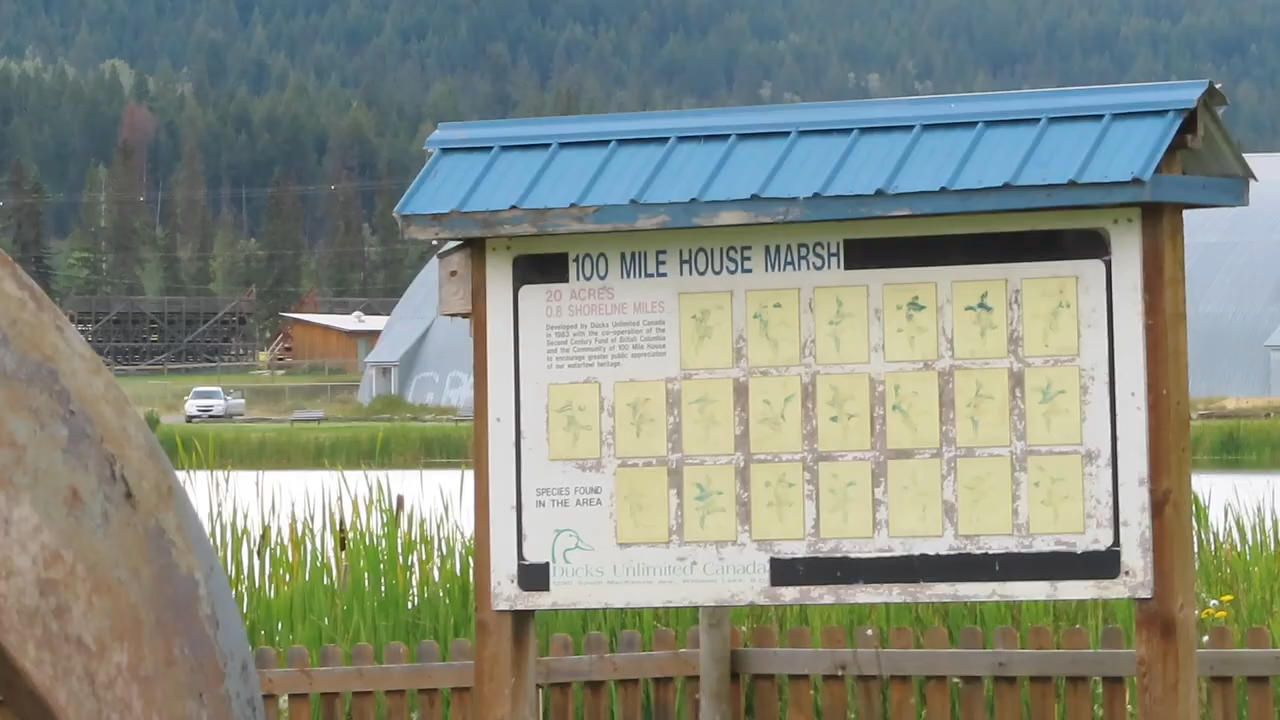 100 MILE HOUSE MARSH
20 ACRES
0.8 SHORELINE MILES
Developed by Ducks Unlimited Canada
in 1983 with the co-operation of the
Second Century Fund of British Columbia
and the Community of 100 Mile House
to encourage greater public appreciation
of our waterfowl heritage.
SPECIES FOUND
IN THE AREA
Ducks Unlimited Canada